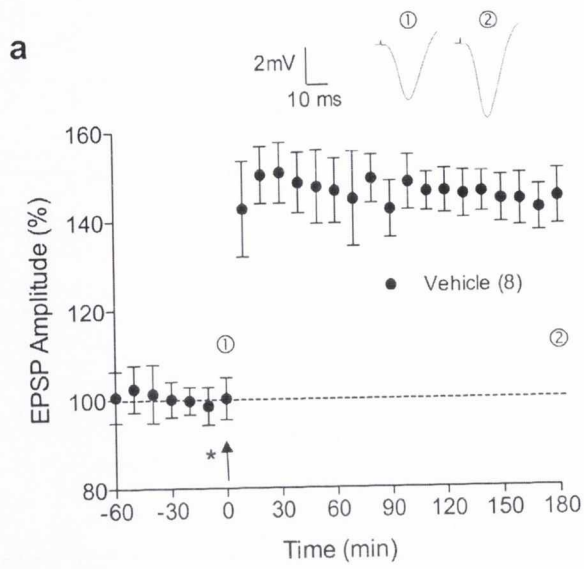 a
① ②
2mV
10 ms
EPSP Amplitude (%)
160
140
120
100
80
Vehicle (8)
① ②
*
-60 -30 0 30 60 90 120 150 180
Time (min)